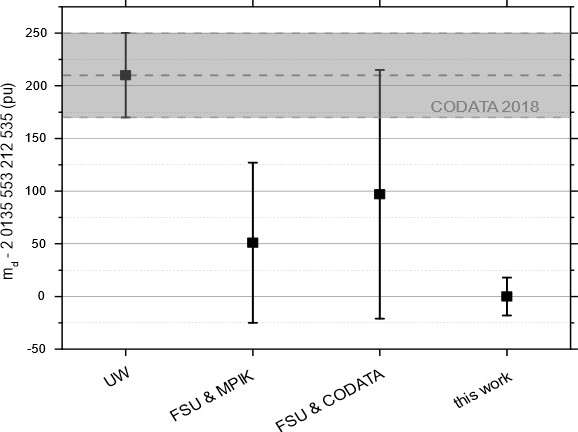 m_d - 2 0135 553 212 535 (pu)
250
200
150
100
50
0
-50
CODATA 2018
UW
FSU & MPIK
FSU & CODATA
this work